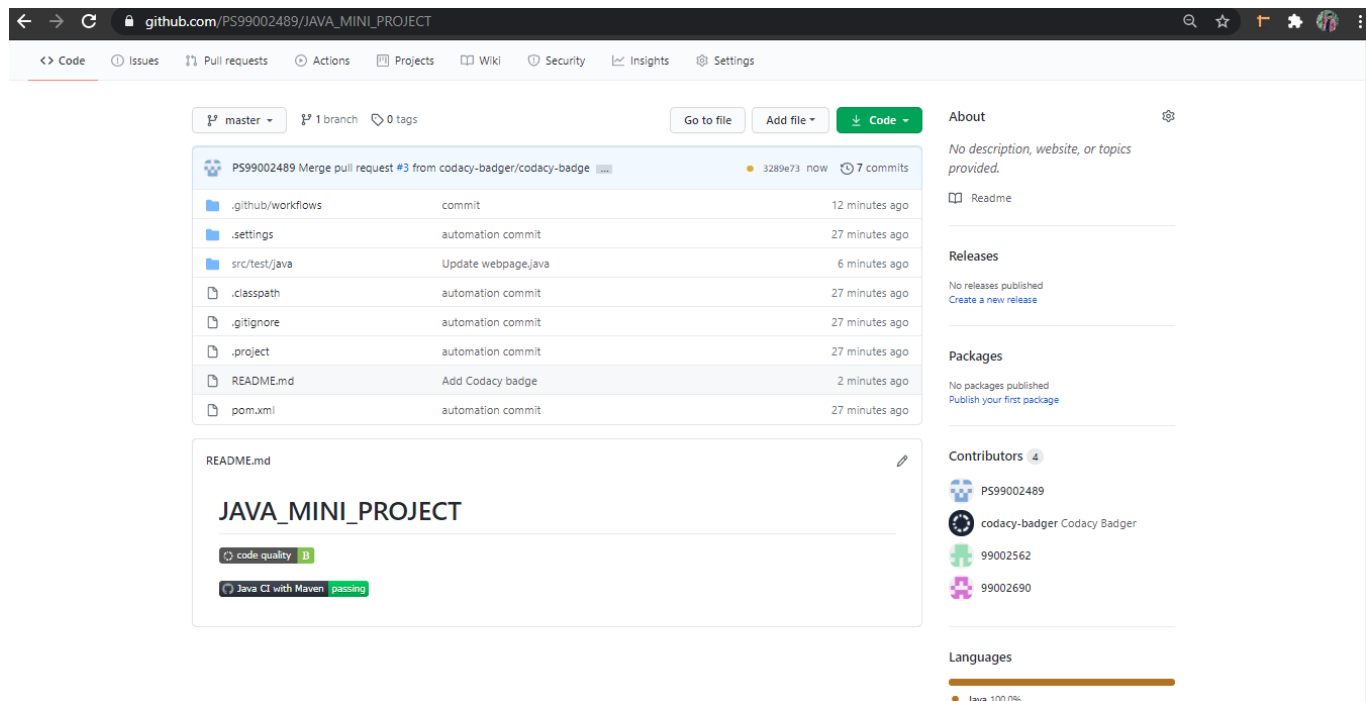 github.com/PS99002489/JAVA_MINI_PROJECT
<> Code Issues Pull requests Actions Projects Wiki Security Insights Settings
master 1 branch 0 tags Go to file Add file Code
PS99002489 Merge pull request #3 from codacy-badger/codacy-badge ... 3289e73 now 7 commits
.github/workflows commit 12 minutes ago
.settings automation commit 27 minutes ago
src/test/java Update webpage.java 6 minutes ago
.classpath automation commit 27 minutes ago
.gitignore automation commit 27 minutes ago
.project automation commit 27 minutes ago
README.md Add Codacy badge 2 minutes ago
pom.xml automation commit 27 minutes ago
README.md
JAVA_MINI_PROJECT
code quality B
Java CI with Maven passing
About
No description, website, or topics
provided.
Readme
Releases
No releases published
Create a new release
Packages
No packages published
Publish your first package
Contributors 4
PS99002489
codacy-badger Codacy Badger
99002562
99002690
Languages
Java 100.0%